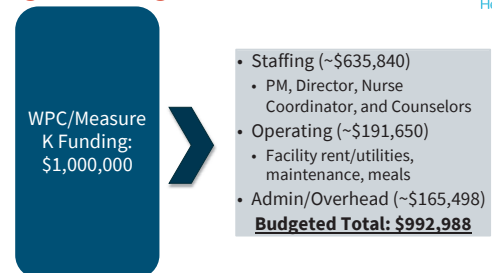 WPC/Measure
K Funding:
$1,000,000
• Staffing (~$635,840)
• PM, Director, Nurse
Coordinator, and Counselors
• Operating (~$191,650)
• Facility rent/utilities,
maintenance, meals
• Admin/Overhead (~$165,498)
Budgeted Total: $992,988